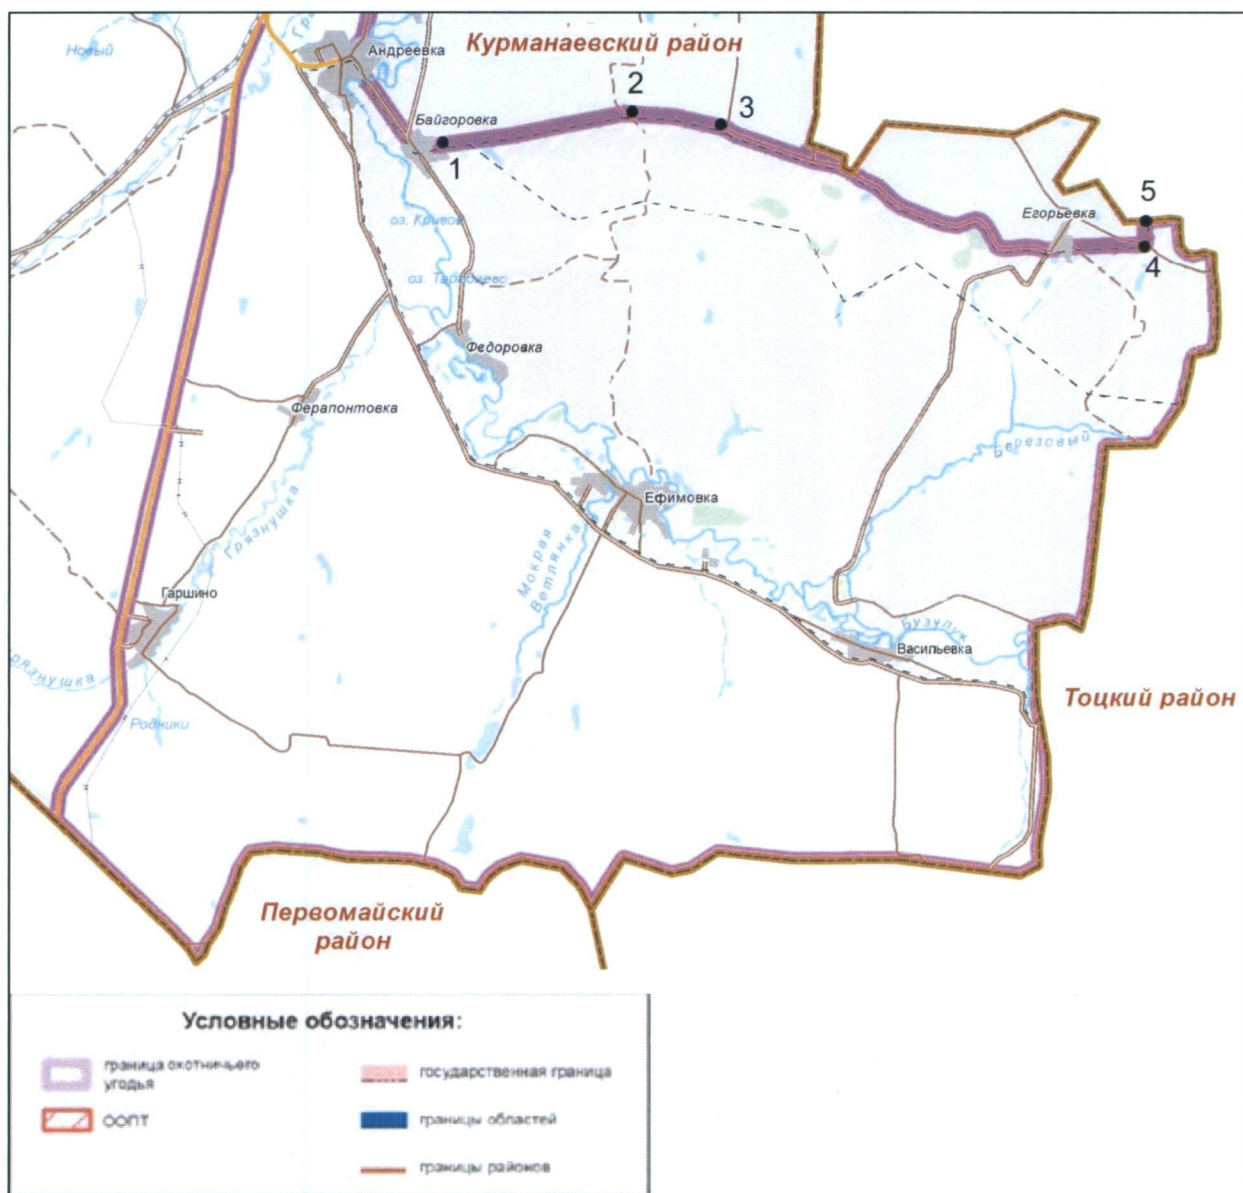 Новый
Андреевка
Курманаевский район
Байгоровка
1
2
3
оз. Кривое
Егорьевка
5
4
Федоровка
Ферапонтовка
Березовый
Ефимовка
Грязнушка
Мокрая
Ветлянка
Гаршино
Бузулук
Васильевка
Родники
Тоцкий район
Первомайский
район
Условные обозначения:
граница охотничьего
угодья
ООПТ
государственная граница
границы областей
границы районов